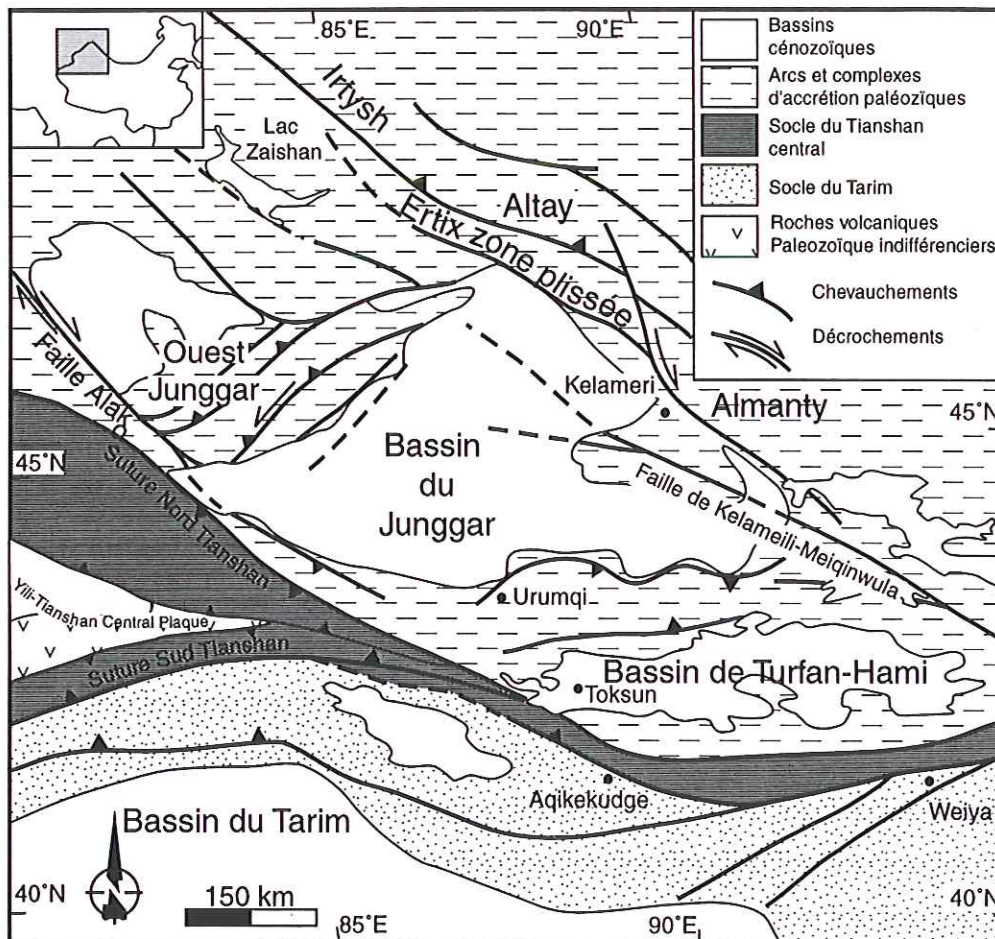 85°E
90°E
Bassins
cénozoïques
Arcs et complexes
d'accrétion paléozïques
Socle du Tianshan
central
Socle du Tarim
Roches volcaniques
Paleozoïque indifférenciers
Chevauchements
Décrochements
Irtysh
Lac
Zaishan
Altay
Ertix zone plissée
Ouest
Junggar
Faille Alak
Kelameri
Almanty
45°N
45°N
Bassin
du
Junggar
Suture Nord Tianshan
Faille de Kelameili-Meiqinwula
Urumqi
Yili-Tianshan Central Plaque
Suture Sud Tianshan
Bassin de Turfan-Hami
Toksun
Aqikekudge
Weiya
Bassin du Tarim
N
40°N
150 km
40°N
85°E
90°E